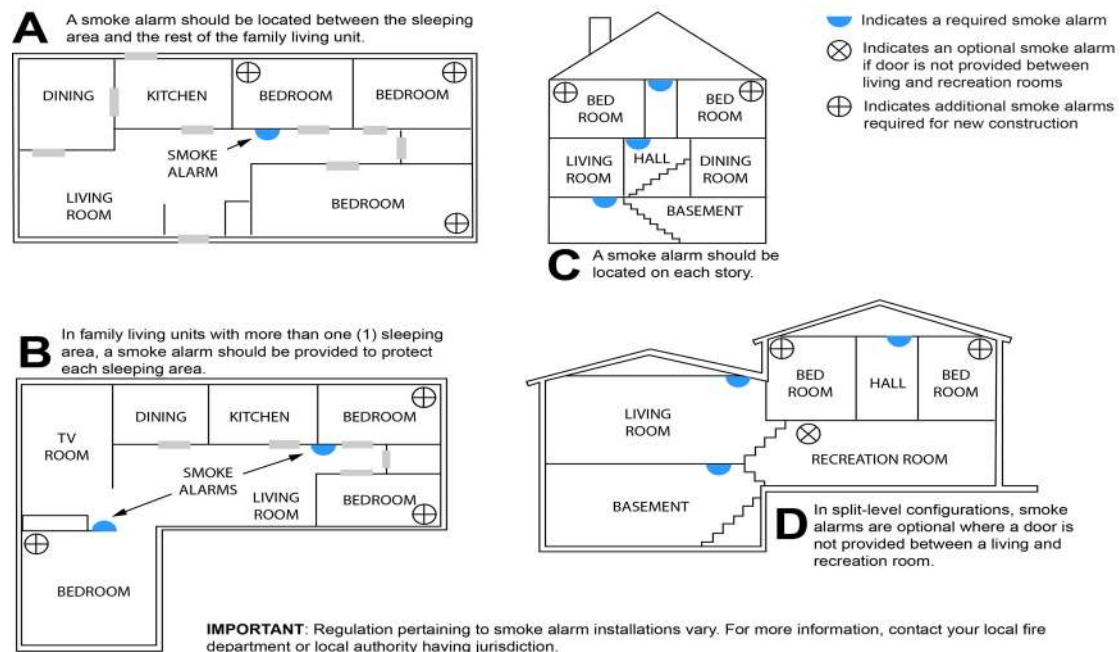 A
A smoke alarm should be located between the sleeping
area and the rest of the family living unit.
DINING
KITCHEN
BEDROOM
BEDROOM
SMOKE
ALARM
LIVING
ROOM
BEDROOM
BED
ROOM
BED
ROOM
LIVING
ROOM
HALL
DINING
ROOM
BASEMENT
C
A smoke alarm should be
located on each story.
Indicates a required smoke alarm
Indicates an optional smoke alarm
if door is not provided between
living and recreation rooms
Indicates additional smoke alarms
required for new construction
B
In family living units with more than one (1) sleeping
area, a smoke alarm should be provided to protect
each sleeping area.
TV
ROOM
DINING
KITCHEN
BEDROOM
SMOKE
ALARMS
LIVING
ROOM
BEDROOM
BEDROOM
LIVING
ROOM
BED
ROOM
HALL
BED
ROOM
RECREATION ROOM
BASEMENT
D
In split-level configurations, smoke
alarms are optional where a door is
not provided between a living and
recreation room.
IMPORTANT: Regulation pertaining to smoke alarm installations vary. For more information, contact your local fire
department or local authority having jurisdiction.